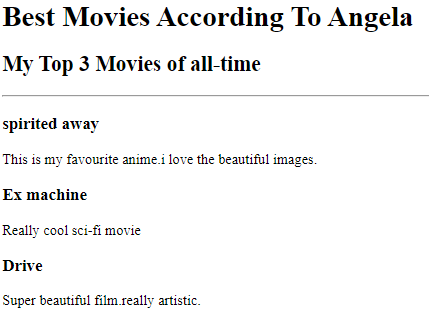 Best Movies According To Angela
My Top 3 Movies of all-time
spirited away
This is my favourite anime.i love the beautiful images.
Ex machine
Really cool sci-fi movie
Drive
Super beautiful film.really artistic.